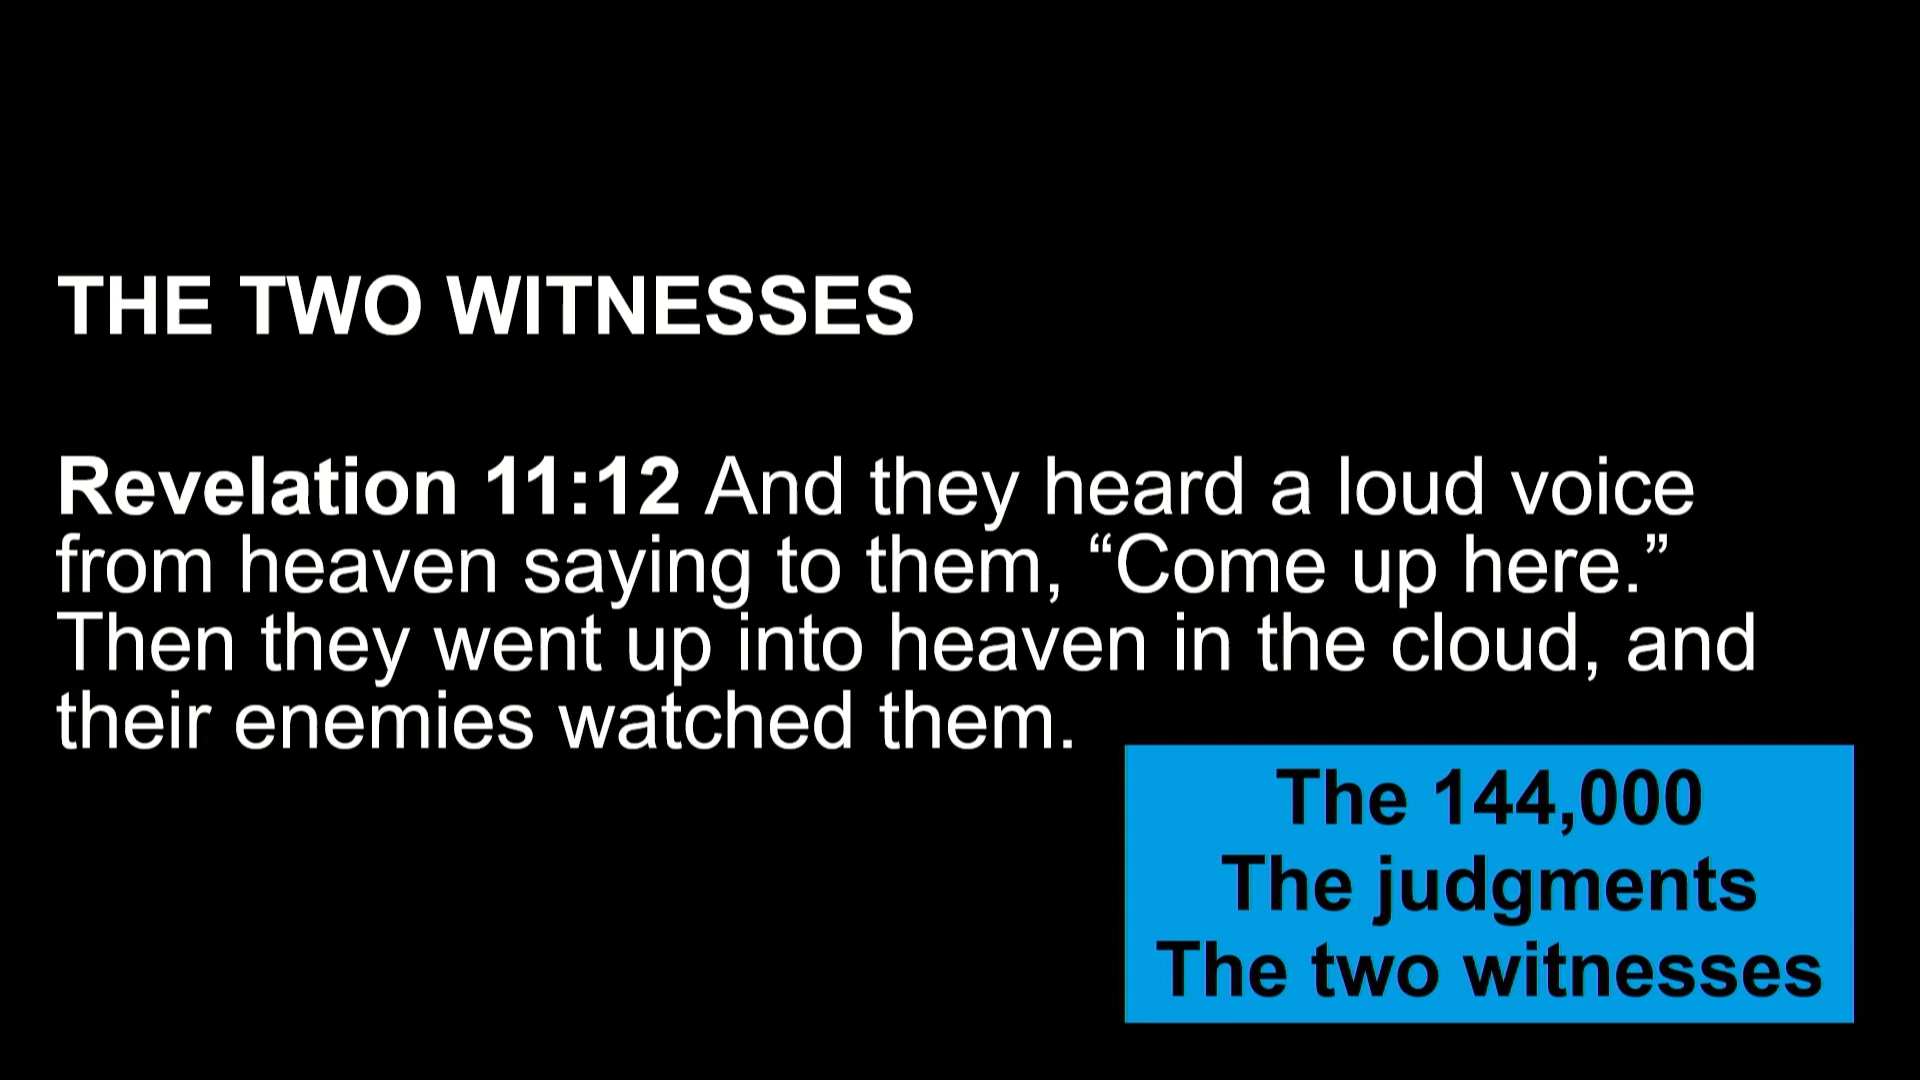 THE TWO WITNESSES
Revelation 11:12 And they heard a loud voice
from heaven saying to them, “Come up here.”
Then they went up into heaven in the cloud, and
their enemies watched them.
The 144,000
The judgments
The two witnesses